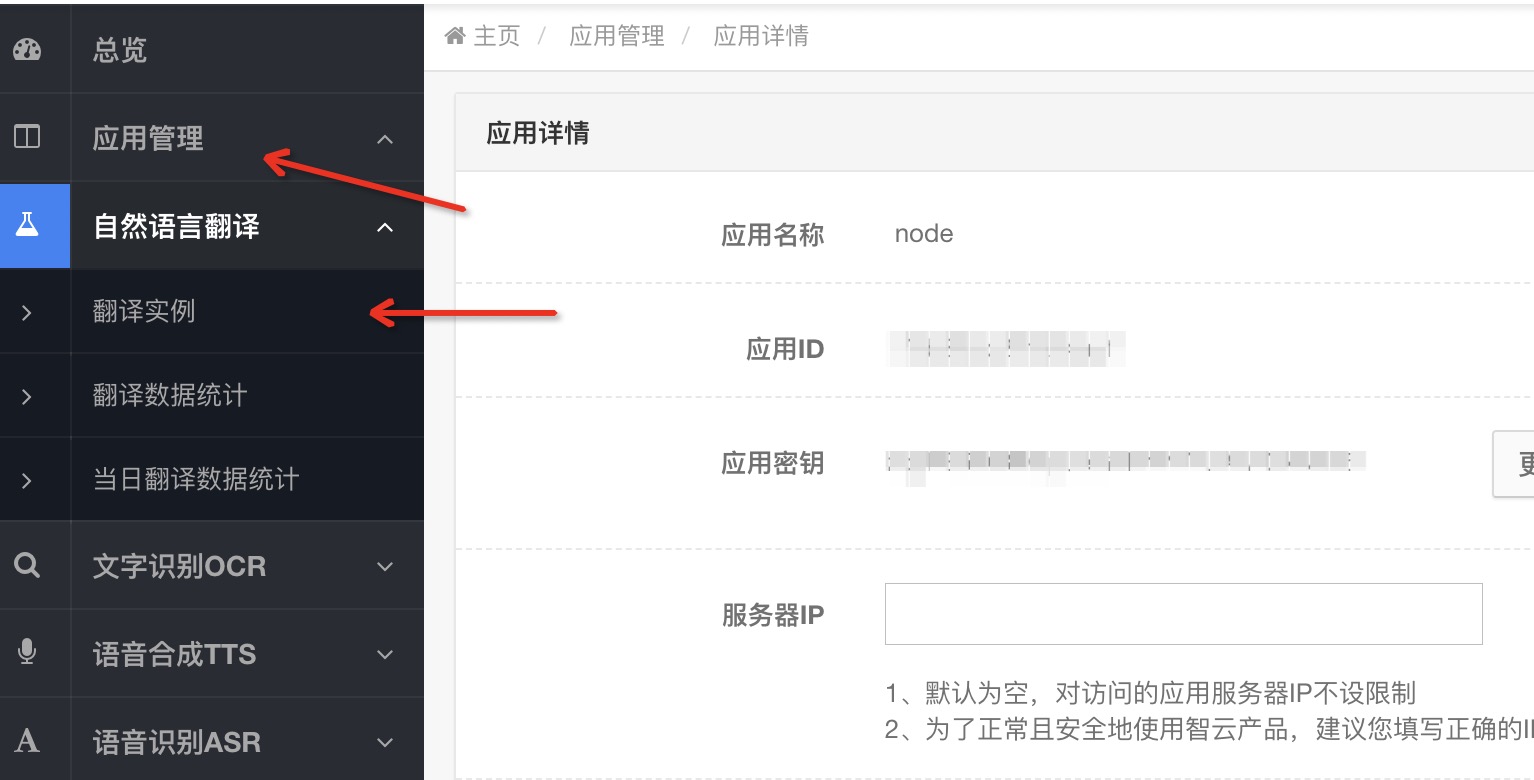 总览
应用管理
自然语言翻译
翻译实例
翻译数据统计
当日翻译数据统计
文字识别OCR
语音合成TTS
语音识别ASR
主页 / 应用管理 / 应用详情
应用详情
应用名称 node
应用ID
应用密钥
服务器IP
1、默认为空，对访问的应用服务器IP不设限制
2、为了正常且安全地使用智云产品，建议您填写正确的